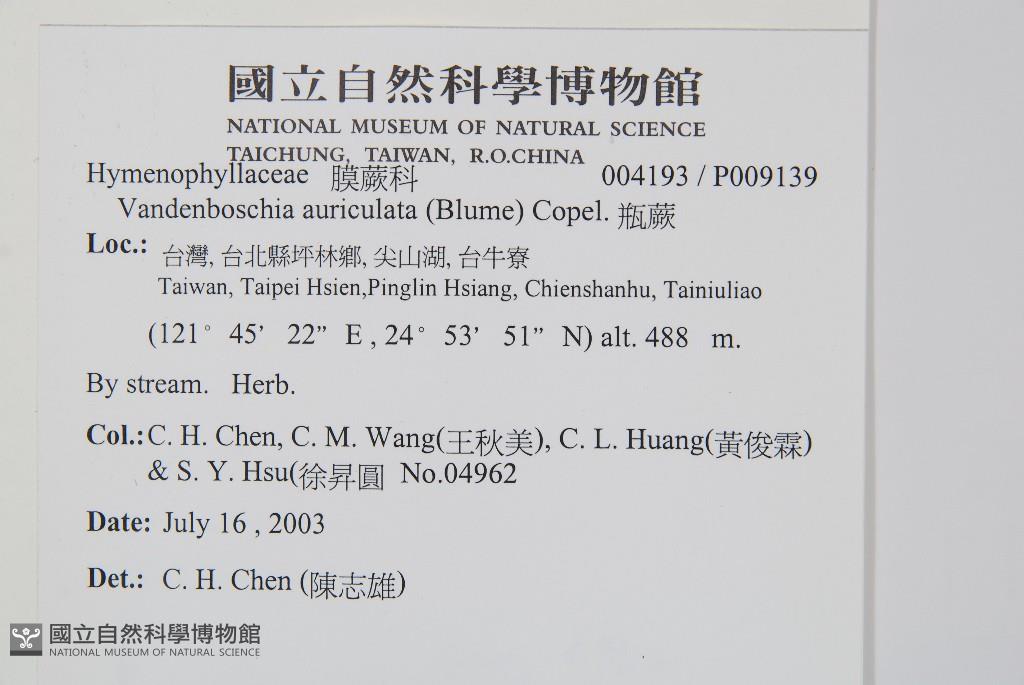 國立自然科學博物館
NATIONAL MUSEUM OF NATURAL SCIENCE
TAICHUNG, TAIWAN, R.O.CHINA
Hymenophyllaceae 膜蕨科 004193 / P009139
Vandenboschia auriculata (Blume) Copel. 瓶蕨
Loc.: 台灣, 台北縣坪林鄉, 尖山湖, 台牛寮
Taiwan, Taipei Hsien,Pinglin Hsiang, Chienshanhu, Tainiuliao
(121° 45’ 22” E , 24° 53’ 51” N) alt. 488 m.
By stream. Herb.
Col.: C. H. Chen, C. M. Wang(王秋美), C. L. Huang(黃俊霖)
& S. Y. Hsu(徐昇圓 No.04962
Date: July 16 , 2003
Det.: C. H. Chen (陳志雄)
國立自然科學博物館
NATIONAL MUSEUM OF NATURAL SCIENCE